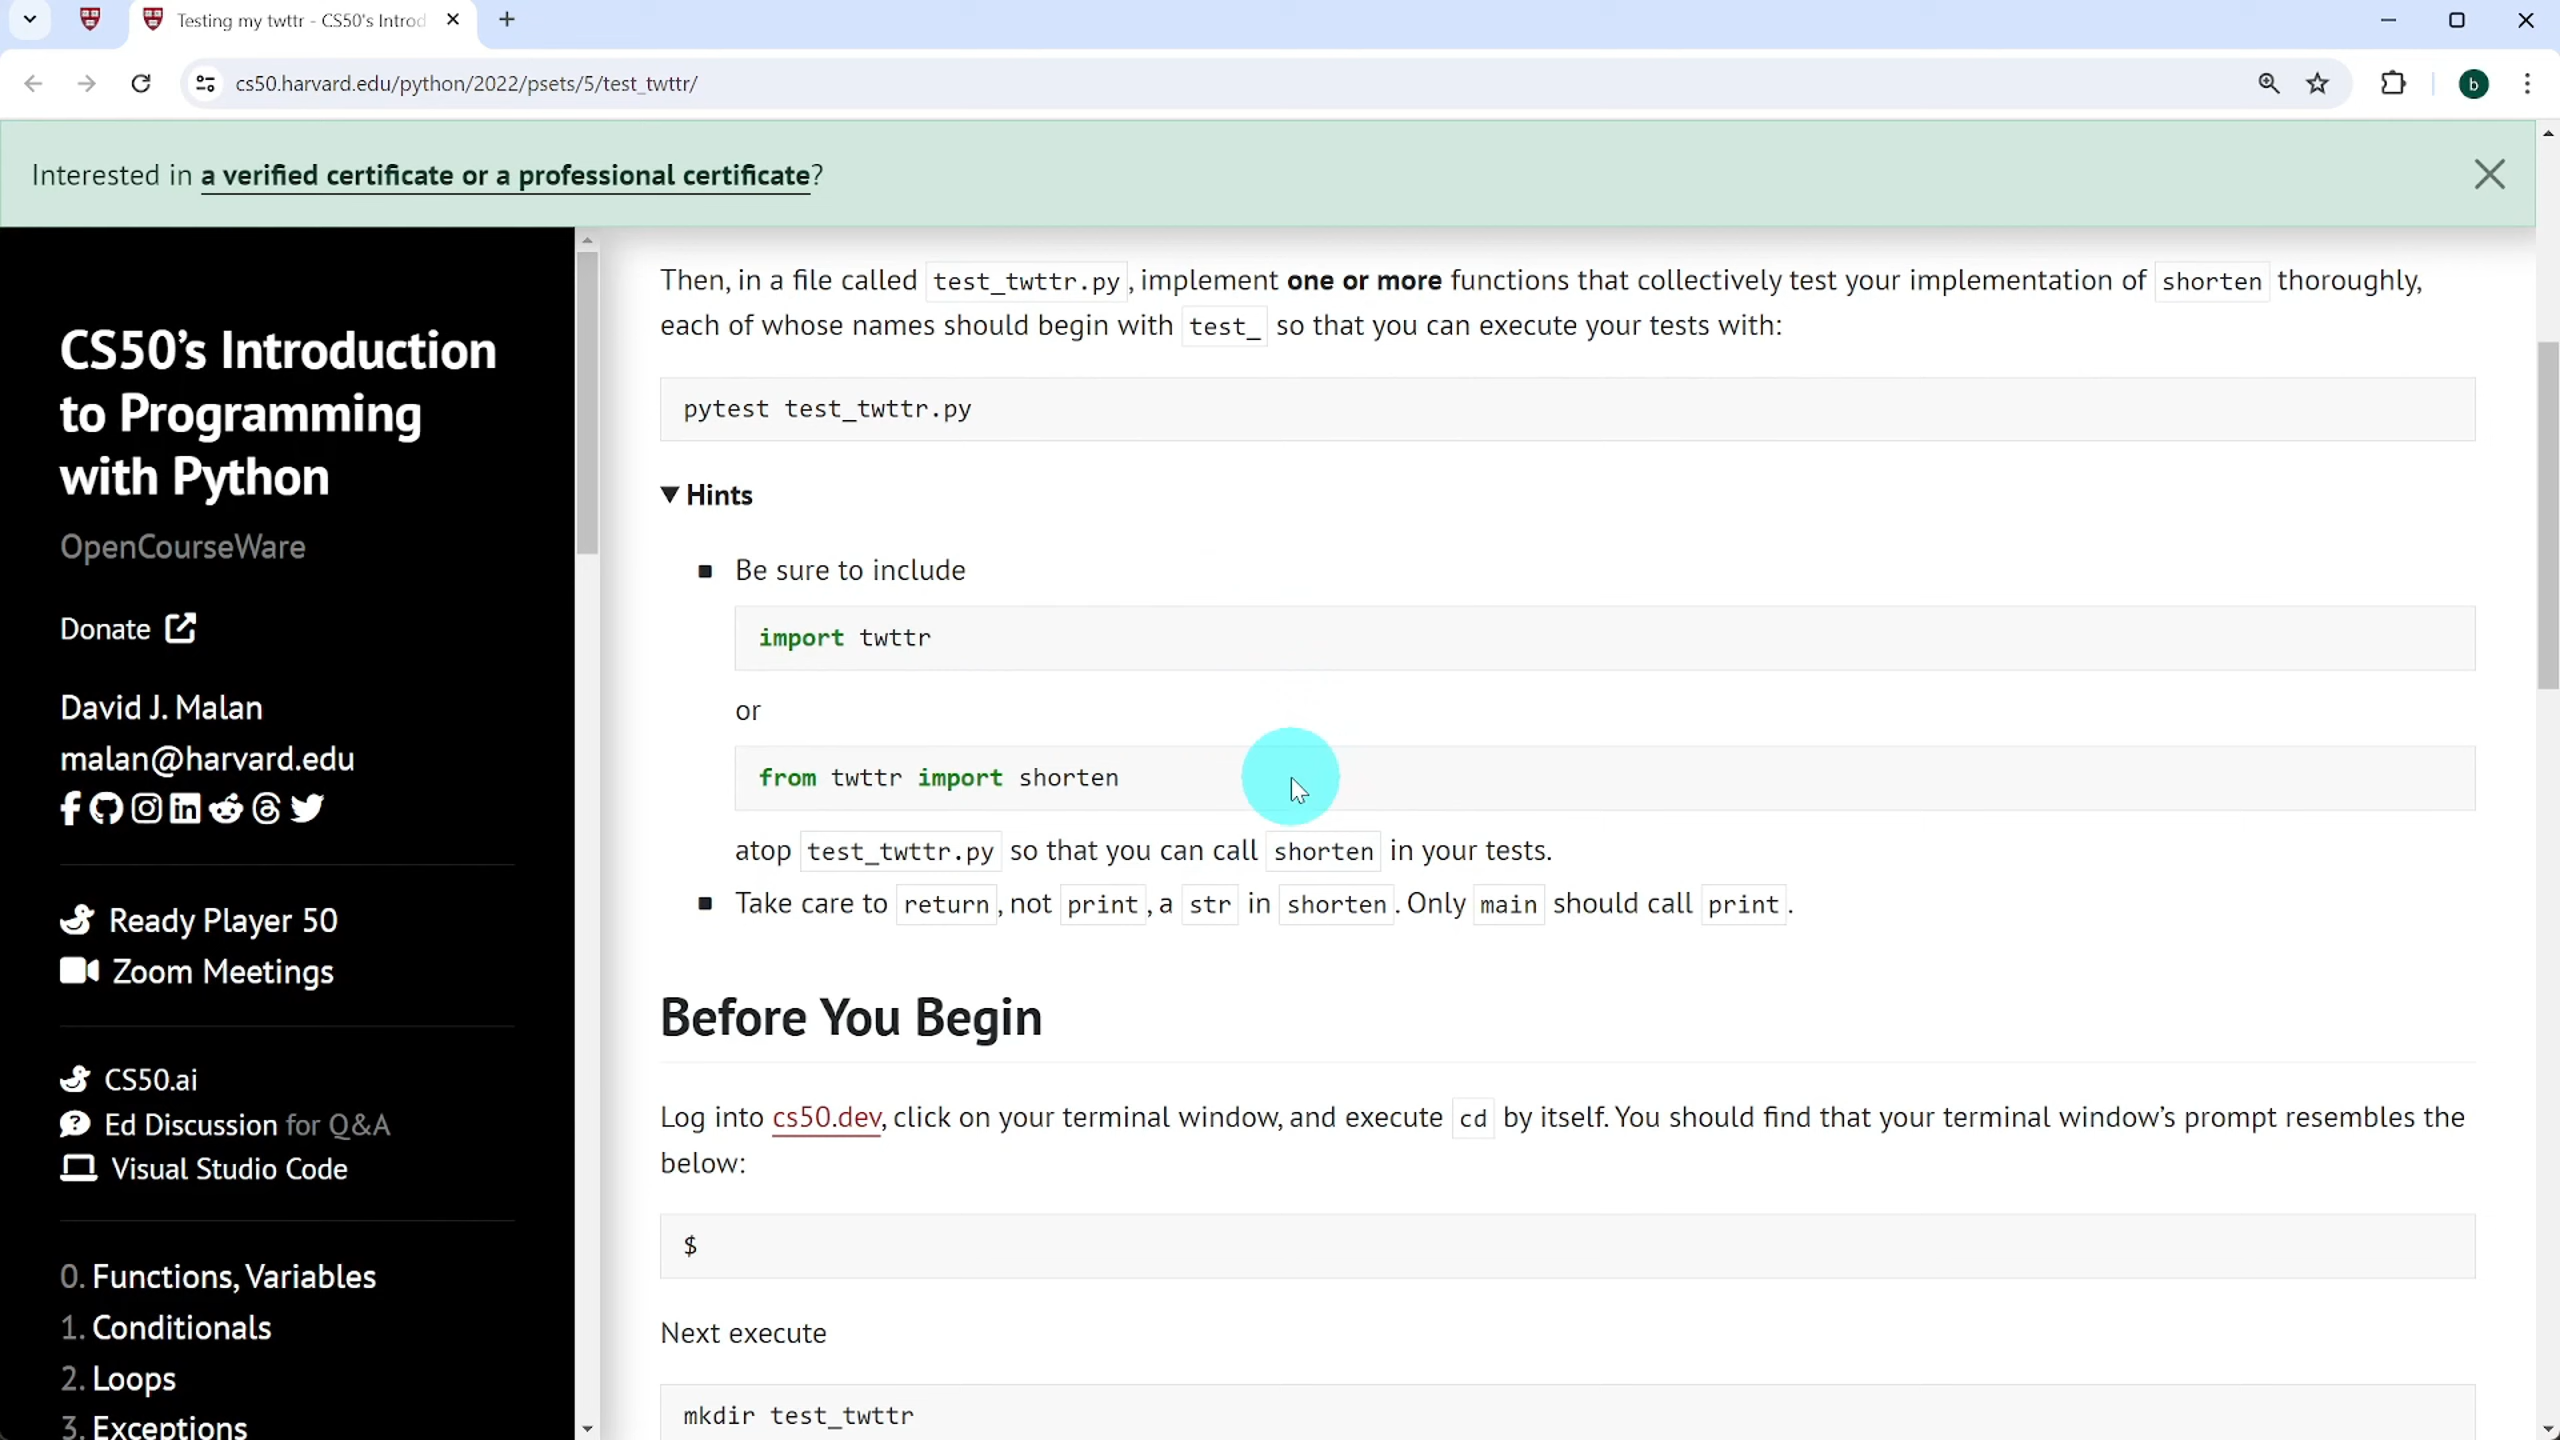 Testing my twttr - CS50's Introd
cs50.harvard.edu/python/2022/psets/5/test_twttr/
b
Interested in a verified certificate or a professional certificate?
CS50’s Introduction
to Programming
with Python
OpenCourseWare
Donate
David J. Malan
malan@harvard.edu
Ready Player 50
Zoom Meetings
CS50.ai
Ed Discussion for Q&A
Visual Studio Code
0. Functions, Variables
1. Conditionals
2. Loops
3. Exceptions
Then, in a file called test_twttr.py, implement one or more functions that collectively test your implementation of shorten thoroughly,
each of whose names should begin with test_ so that you can execute your tests with:
pytest test_twttr.py
▼ Hints
Be sure to include
import twttr
or
from twttr import shorten
atop test_twttr.py so that you can call shorten in your tests.
Take care to return, not print, a str in shorten. Only main should call print.
Before You Begin
Log into cs50.dev, click on your terminal window, and execute cd by itself. You should find that your terminal window’s prompt resembles the
below:
$
Next execute
mkdir test_twttr